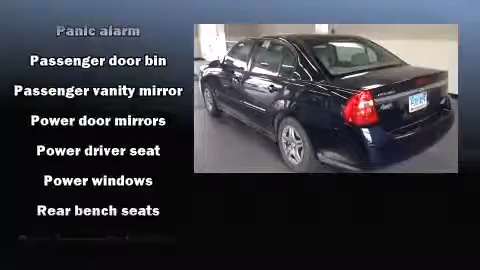 Panic alarm
Passenger door bin
Passenger vanity mirror
Power door mirrors
Power driver seat
Power windows
Rear bench seats